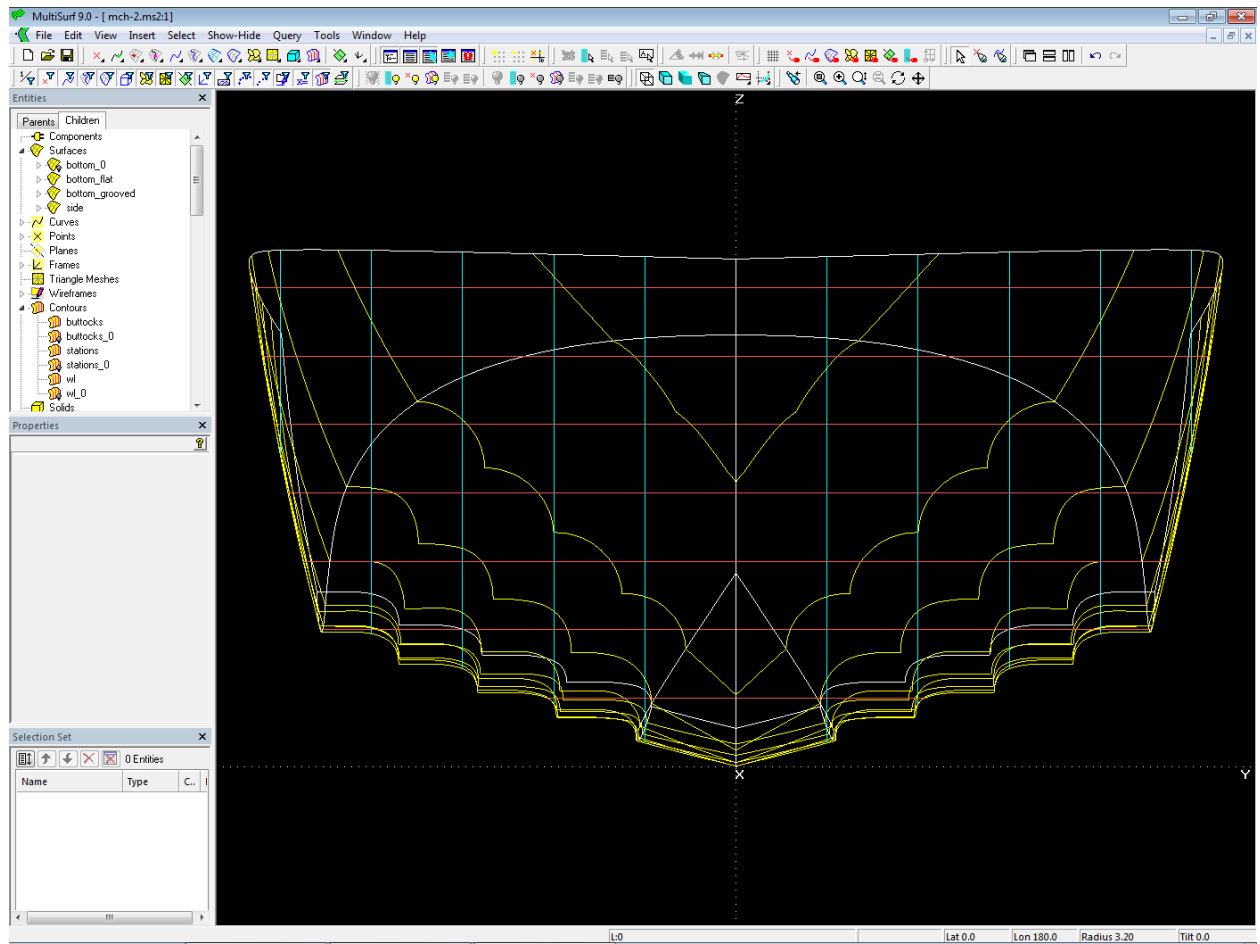 MultiSurf 9.0 - [ mch-2.ms2:1]
File Edit View Insert Select Show-Hide Query Tools Window Help
Entities
Parents Children
Components
Surfaces
bottom_0
bottom_flat
bottom_grooved
side
Curves
Points
Planes
Frames
Triangle Meshes
Wireframes
Contours
buttocks
buttocks_0
stations
stations_0
wl
wl_0
Solids
Properties
Selection Set
0 Entities
Name Type C..
Z
X
Y
L:0 Lat 0.0 Lon 180.0 Radius 3.20 Tilt 0.0